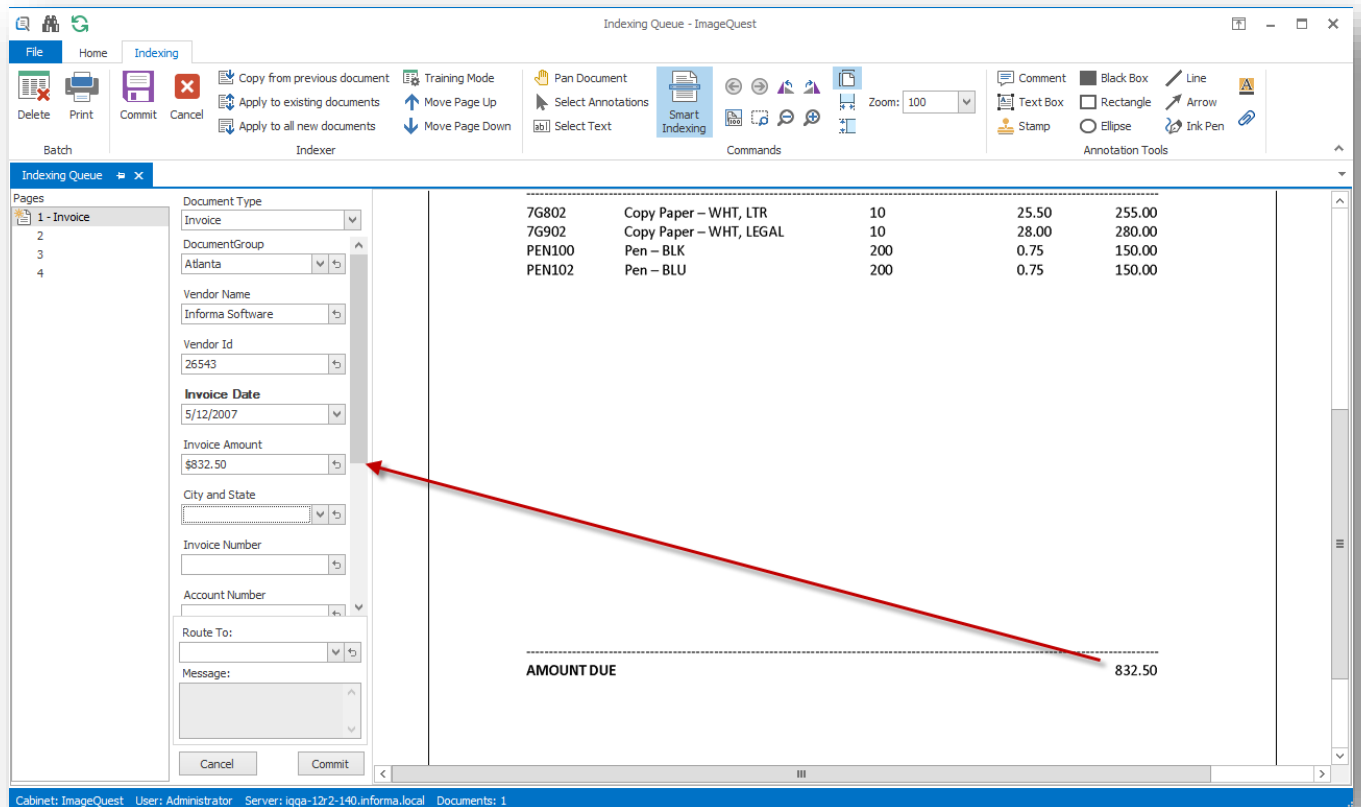 Indexing Queue - ImageQuest
File Home Indexing
Delete Print Commit Cancel
Copy from previous document
Apply to existing documents
Apply to all new documents
Training Mode
Move Page Up
Move Page Down
Pan Document
Select Annotations
Select Text
Smart Indexing
Zoom: 100
Comment
Text Box
Stamp
Black Box
Rectangle
Ellipse
Line
Arrow
Ink Pen
Batch Indexer Commands Annotation Tools
Indexing Queue
Pages
1 - Invoice
2
3
4
Document Type
Invoice
DocumentGroup
Atlanta
Vendor Name
Informa Software
Vendor Id
26543
Invoice Date
5/12/2007
Invoice Amount
$832.50
City and State
Invoice Number
Account Number
Route To:
Message:
Cancel Commit
7G802 Copy Paper – WHT, LTR 10 25.50 255.00
7G902 Copy Paper – WHT, LEGAL 10 28.00 280.00
PEN100 Pen – BLK 200 0.75 150.00
PEN102 Pen – BLU 200 0.75 150.00
AMOUNT DUE 832.50
Cabinet: ImageQuest User: Administrator Server: iqqa-12r2-140.informa.local Documents: 1